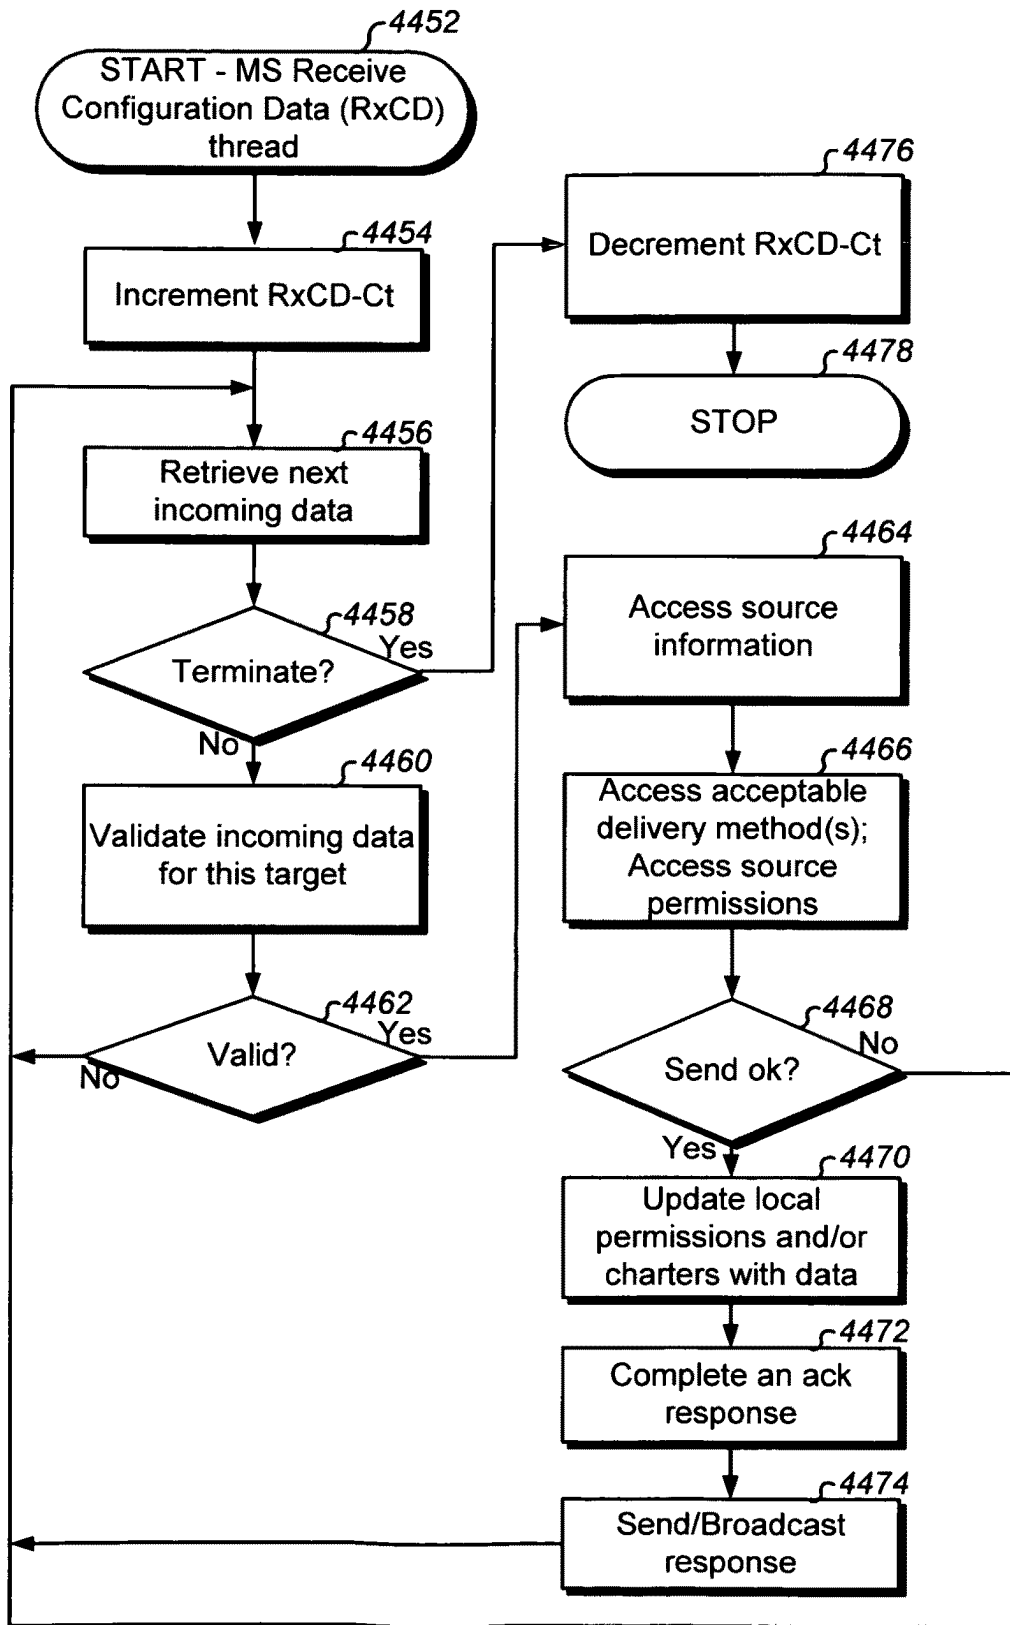 4452
START - MS Receive
Configuration Data (RxCD)
thread
4454
Increment RxCD-Ct
4456
Retrieve next
incoming data
4458
Terminate?
Yes
No
4460
Validate incoming data
for this target
4462
Valid?
Yes
No
4476
Decrement RxCD-Ct
4478
STOP
4464
Access source
information
4466
Access acceptable
delivery method(s);
Access source
permissions
4468
Send ok?
No
Yes
4470
Update local
permissions and/or
charters with data
4472
Complete an ack
response
4474
Send/Broadcast
response